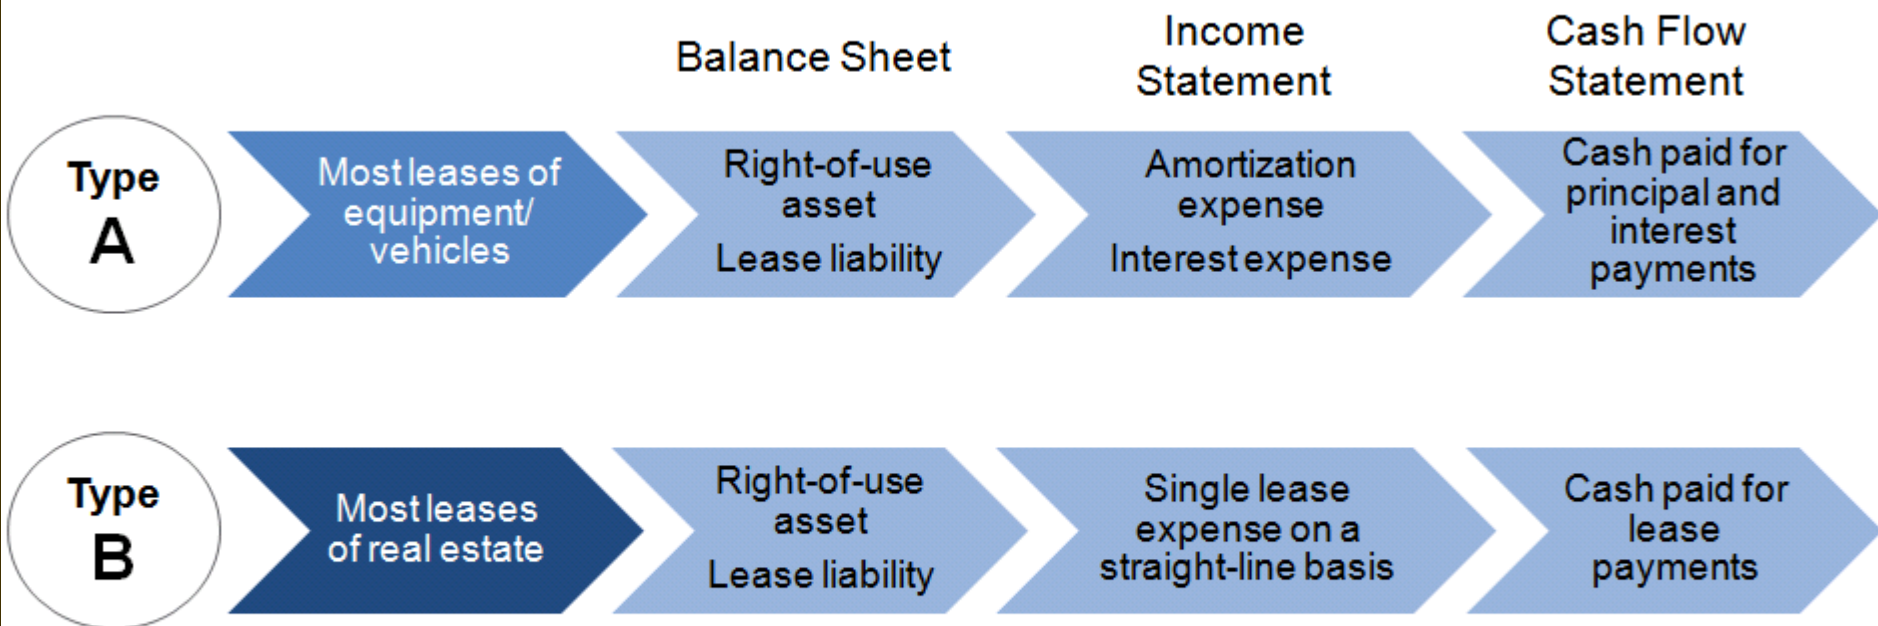 Balance Sheet
Income
Statement
Cash Flow
Statement
Type
A
Most leases of
equipment/
vehicles
Right-of-use
asset
Lease liability
Amortization
expense
Interest expense
Cash paid for
principal and
interest
payments
Type
B
Most leases
of real estate
Right-of-use
asset
Lease liability
Single lease
expense on a
straight-line basis
Cash paid for
lease
payments